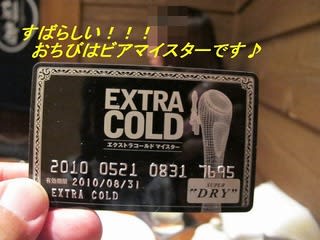 すばらしい！！！
おちびはビアマイスターです♪
EXTRA
COLD
エクストラコールド マイスター
2010 0521 0831 7695
有効期限 2010/08/31
EXTRA COLD
SUPER
"DRY"